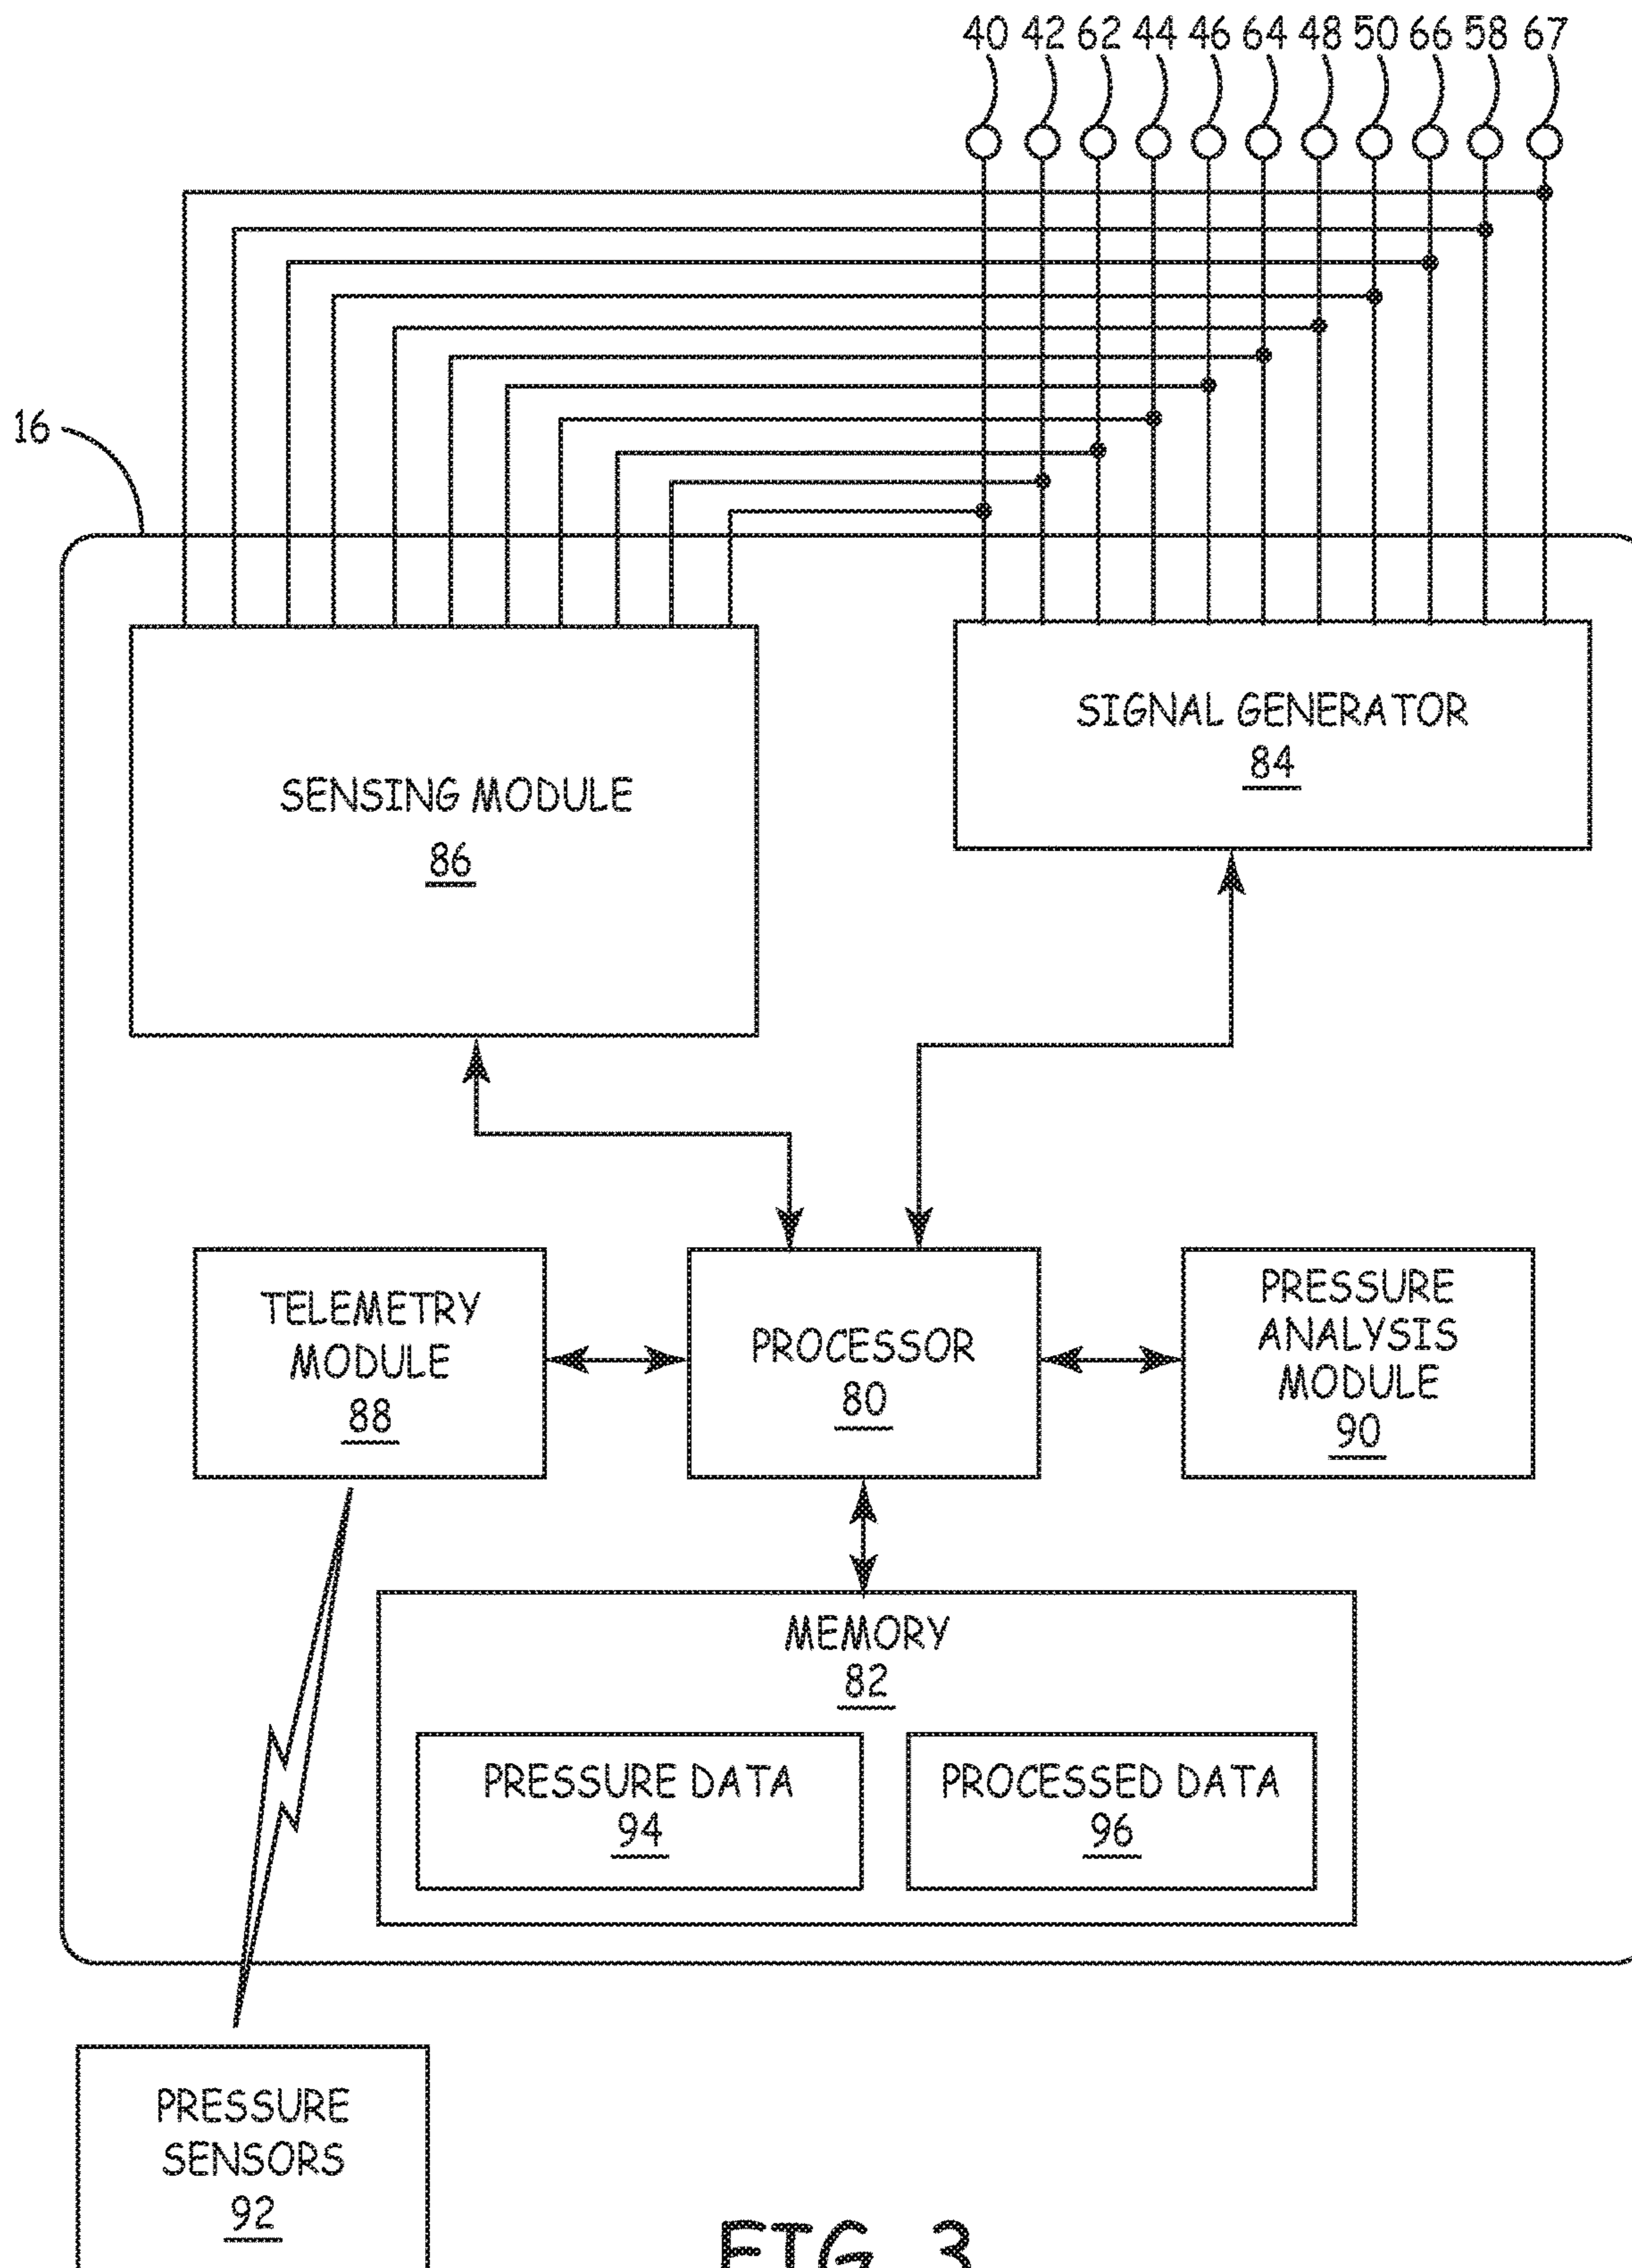 40 42 62 44 46 64 48 50 66 58 67
16
SIGNAL GENERATOR
84
SENSING MODULE
86
TELEMETRY
MODULE
88
PROCESSOR
80
PRESSURE
ANALYSIS
MODULE
90
MEMORY
82
PRESSURE DATA
94
PROCESSED DATA
96
PRESSURE
SENSORS
92
FIG. 3